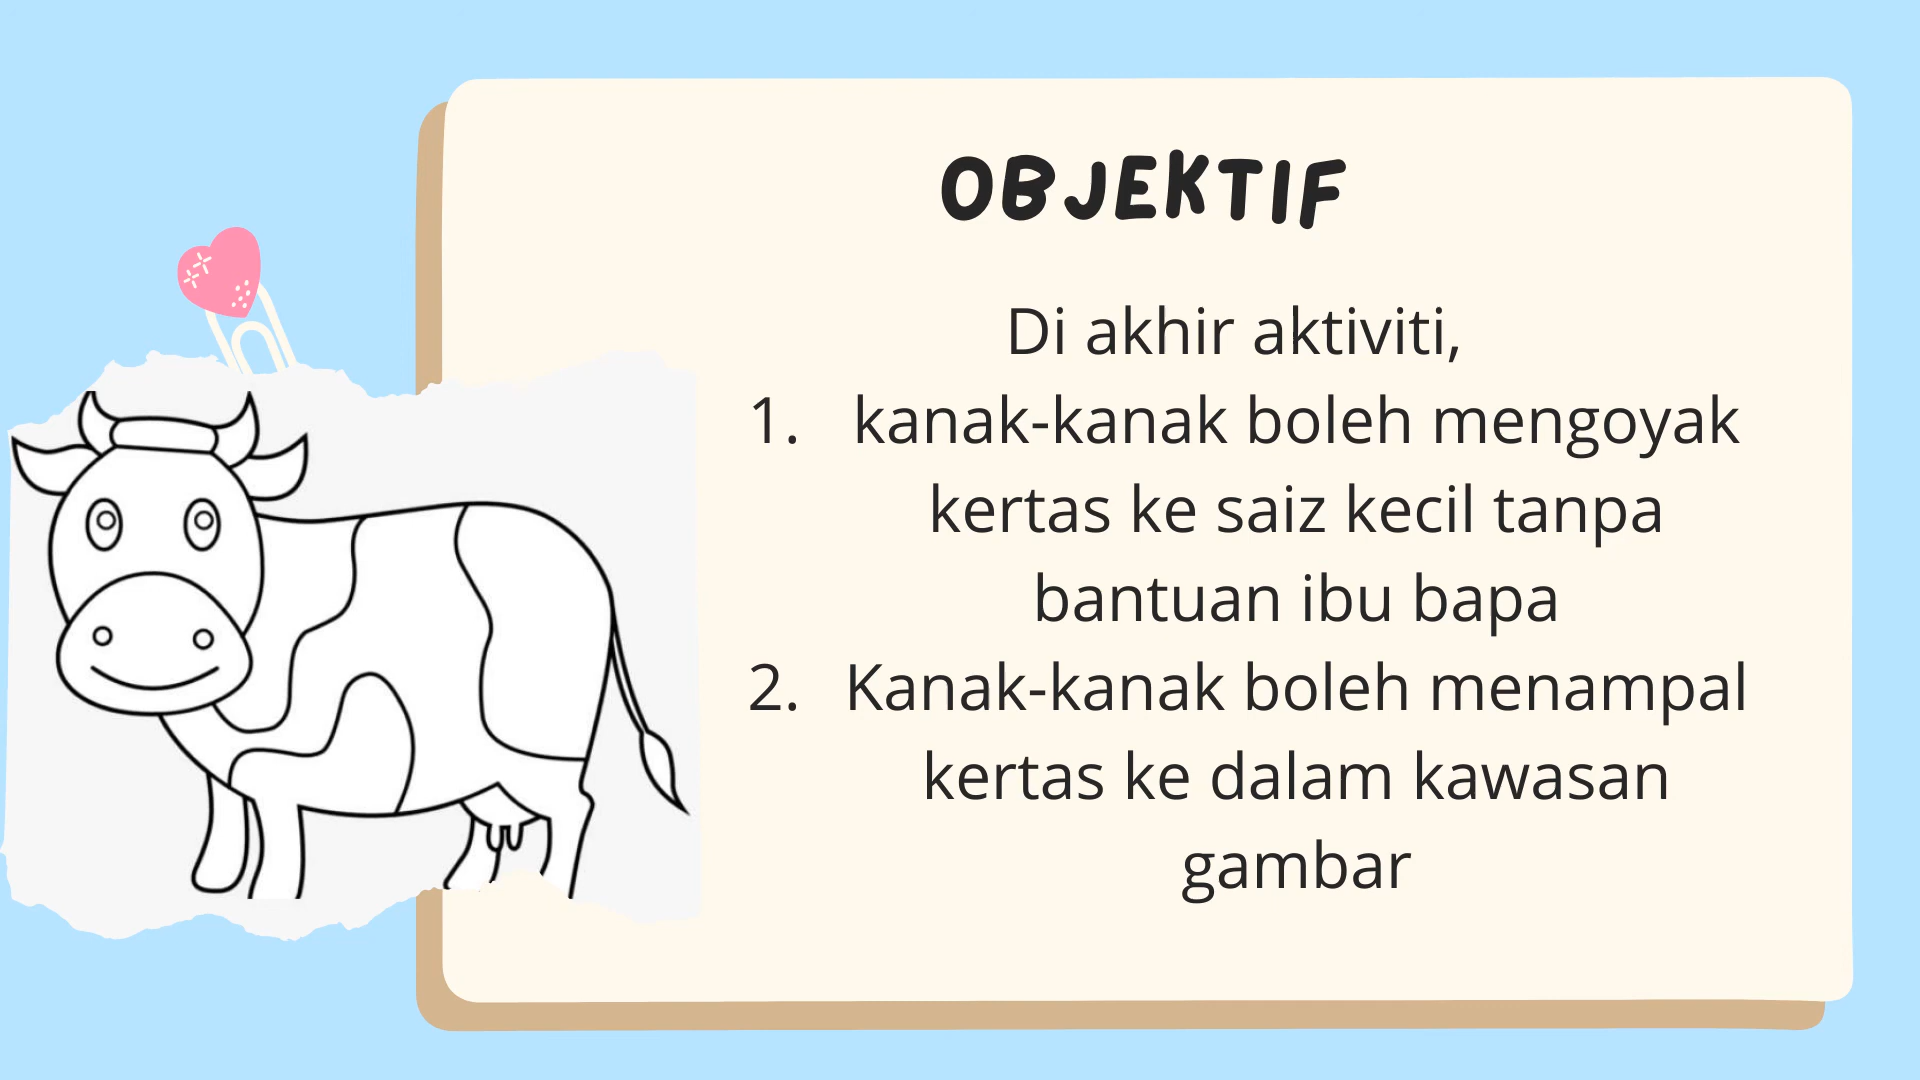 OBJEKTIF
Di akhir aktiviti,
1. kanak-kanak boleh mengoyak
kertas ke saiz kecil tanpa
bantuan ibu bapa
2. Kanak-kanak boleh menampal
kertas ke dalam kawasan
gambar